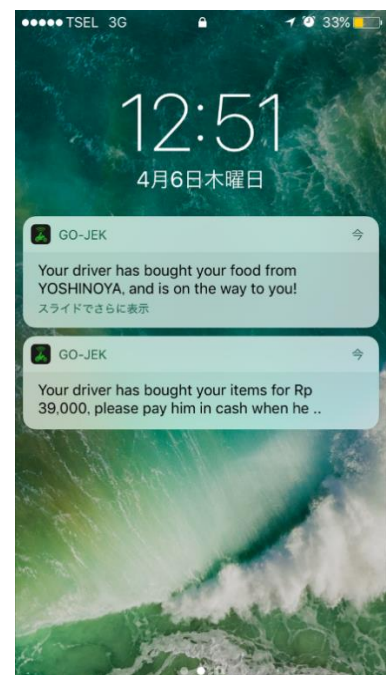 TSEL 3G 33%
12:51
4月6日木曜日
GO-JEK 今
Your driver has bought your food from
YOSHINOYA, and is on the way to you!
スライドでさらに表示
GO-JEK 今
Your driver has bought your items for Rp
39,000, please pay him in cash when he ..